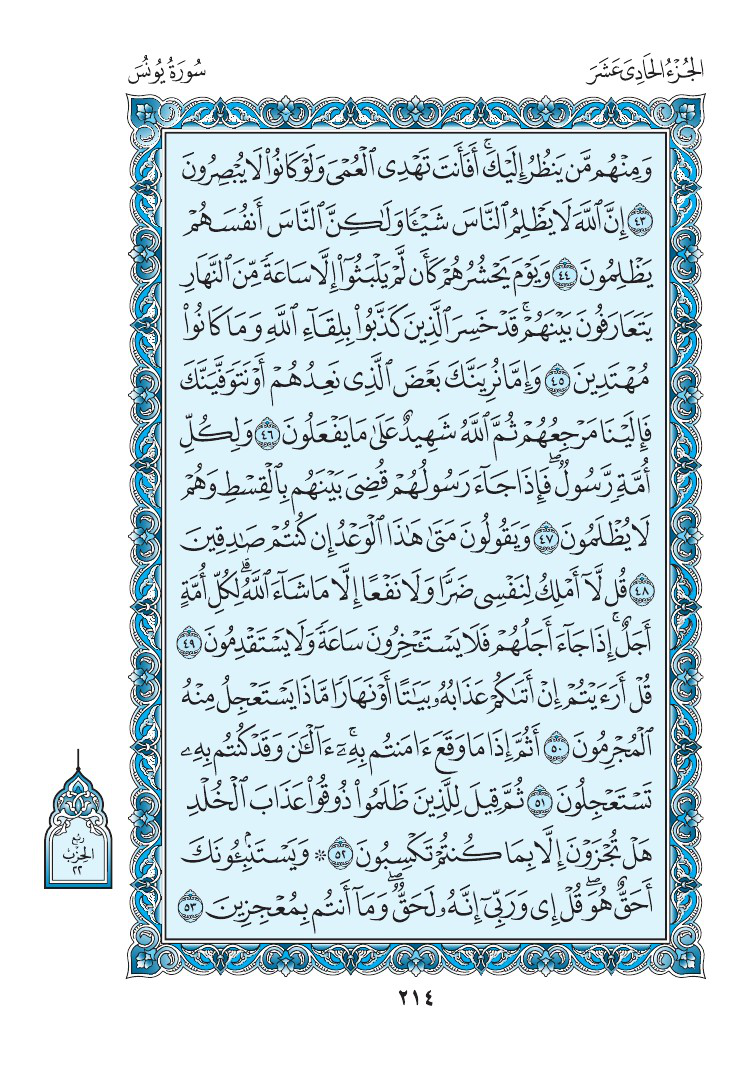 الجُزْءُ الحَادِى عَشَرَ
سُورَةُ يُونُسَ
وَمِنْهُم مَّن يَنظُرُ إِلَيْكَ ۚ أَفَأَنتَ تَهْدِى ٱلْعُمْىَ وَلَوْ كَانُوا۟ لَا يُبْصِرُونَ
٤٣ إِنَّ ٱللَّهَ لَا يَظْلِمُ ٱلنَّاسَ شَيْـًٔا وَلَـٰكِنَّ ٱلنَّاسَ أَنفُسَهُمْ
يَظْلِمُونَ ٤٤ وَيَوْمَ يَحْشُرُهُمْ كَأَن لَّمْ يَلْبَثُوٓا۟ إِلَّا سَاعَةً مِّنَ ٱلنَّهَارِ
يَتَعَارَفُونَ بَيْنَهُمْ ۚ قَدْ خَسِرَ ٱلَّذِينَ كَذَّبُوا۟ بِلِقَآءِ ٱللَّهِ وَمَا كَانُوا۟
مُهْتَدِينَ ٤٥ وَإِمَّا نُرِيَنَّكَ بَعْضَ ٱلَّذِى نَعِدُهُمْ أَوْ نَتَوَفَّيَنَّكَ
فَإِلَيْنَا مَرْجِعُهُمْ ثُمَّ ٱللَّهُ شَهِيدٌ عَلَىٰ مَا يَفْعَلُونَ ٤٦ وَلِكُلِّ
أُمَّةٍ رَّسُولٌ ۖ فَإِذَا جَآءَ رَسُولُهُمْ قُضِىَ بَيْنَهُم بِٱلْقِسْطِ وَهُمْ
لَا يُظْلَمُونَ ٤٧ وَيَقُولُونَ مَتَىٰ هَـٰذَا ٱلْوَعْدُ إِن كُنتُمْ صَـٰدِقِينَ
٤٨ قُل لَّآ أَمْلِكُ لِنَفْسِى ضَرًّا وَلَا نَفْعًا إِلَّا مَا شَآءَ ٱللَّهُ ۗ لِكُلِّ أُمَّةٍ
أَجَلٌ ۚ إِذَا جَآءَ أَجَلُهُمْ فَلَا يَسْتَـْٔخِرُونَ سَاعَةً وَلَا يَسْتَقْدِمُونَ ٤٩
قُلْ أَرَءَيْتُمْ إِنْ أَتَىٰكُمْ عَذَابُهُۥ بَيَـٰتًا أَوْ نَهَارًا مَّاذَا يَسْتَعْجِلُ مِنْهُ
ٱلْمُجْرِمُونَ ٥٠ أَثُمَّ إِذَا مَا وَقَعَ ءَامَنتُم بِهِۦٓ ۚ ءَآلْـَٔـٰنَ وَقَدْ كُنتُم بِهِۦ
تَسْتَعْجِلُونَ ٥١ ثُمَّ قِيلَ لِلَّذِينَ ظَلَمُوا۟ ذُوقُوا۟ عَذَابَ ٱلْخُلْدِ
هَلْ تُجْزَوْنَ إِلَّا بِمَا كُنتُمْ تَكْسِبُونَ ٥٢ ۞ وَيَسْتَنۢبِـُٔونَكَ
أَحَقٌّ هُوَ ۖ قُلْ إِى وَرَبِّىٓ إِنَّهُۥ لَحَقٌّ ۖ وَمَآ أَنتُم بِمُعْجِزِينَ ٥٣
رُبْعُ
الحِزْبِ
٢٢
٢١٤